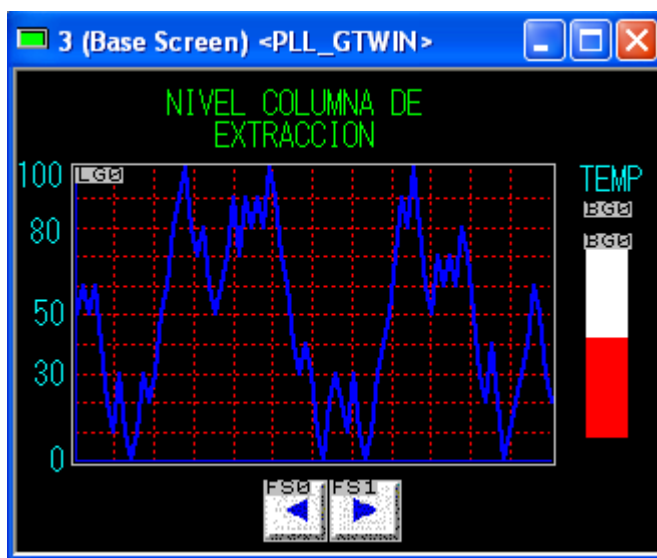 3 (Base Screen) <PLL_GTWIN>
NIVEL COLUMNA DE
EXTRACCION
100
LG0
TEMP
BG0
80
BG0
50
30
0
FS0 FS1